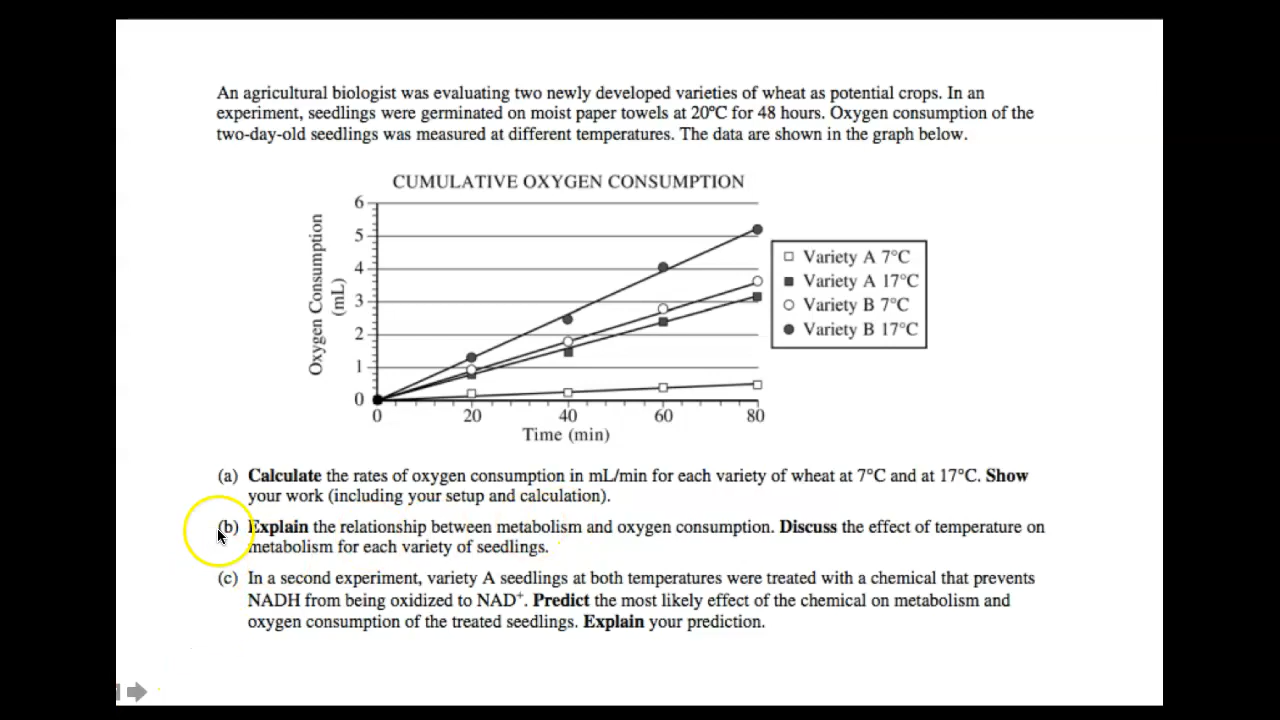 An agricultural biologist was evaluating two newly developed varieties of wheat as potential crops. In an
experiment, seedlings were germinated on moist paper towels at 20°C for 48 hours. Oxygen consumption of the
two-day-old seedlings was measured at different temperatures. The data are shown in the graph below.
CUMULATIVE OXYGEN CONSUMPTION
Oxygen Consumption
(mL)
6
5
4
3
2
1
0
0 20 40 60 80
Time (min)
Variety A 7°C
Variety A 17°C
Variety B 7°C
Variety B 17°C
(a) Calculate the rates of oxygen consumption in mL/min for each variety of wheat at 7°C and at 17°C. Show
your work (including your setup and calculation).
(b) Explain the relationship between metabolism and oxygen consumption. Discuss the effect of temperature on
metabolism for each variety of seedlings.
(c) In a second experiment, variety A seedlings at both temperatures were treated with a chemical that prevents
NADH from being oxidized to NAD⁺. Predict the most likely effect of the chemical on metabolism and
oxygen consumption of the treated seedlings. Explain your prediction.